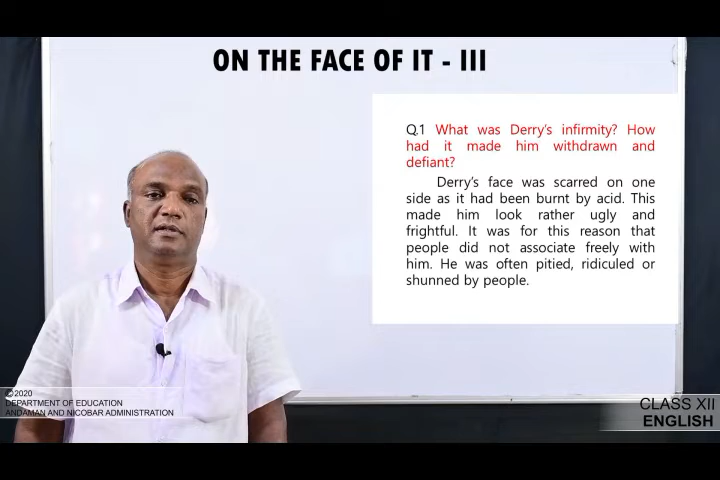 ON THE FACE OF IT - III
Q.1 What was Derry's infirmity? How
had it made him withdrawn and
defiant?
Derry's face was scarred on one
side as it had been burnt by acid. This
made him look rather ugly and
frightful. It was for this reason that
people did not associate freely with
him. He was often pitied, ridiculed or
shunned by people.
©2020
DEPARTMENT OF EDUCATION
ANDAMAN AND NICOBAR ADMINISTRATION
CLASS XII
ENGLISH